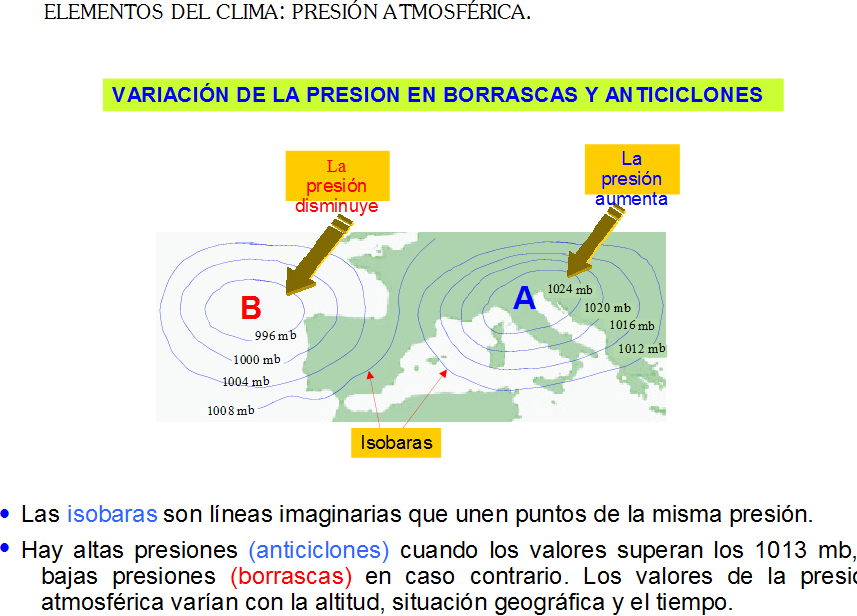 ELEMENTOS DEL CLIMA: PRESIÓN ATMOSFÉRICA.
VARIACIÓN DE LA PRESION EN BORRASCAS Y ANTICICLONES
La
presión
disminuye
La
presión
aumenta
B
A
1024 mb
1020 mb
1016 mb
1012 mb
996 mb
1000 mb
1004 mb
1008 mb
Isobaras
• Las isobaras son líneas imaginarias que unen puntos de la misma presión.
• Hay altas presiones (anticiclones) cuando los valores superan los 1013 mb,
bajas presiones (borrascas) en caso contrario. Los valores de la presió
atmosférica varían con la altitud, situación geográfica y el tiempo.